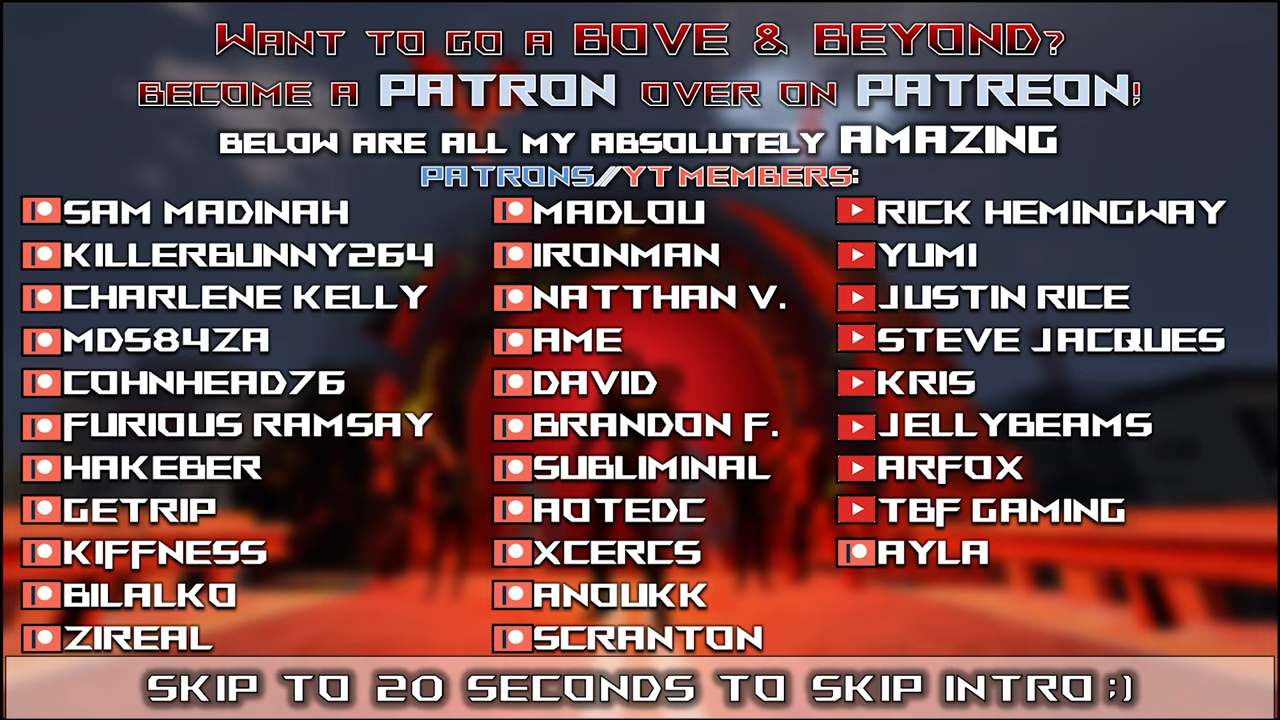 WANT TO GO A BOVE & BEYOND?
BECOME A PATRON OVER ON PATREON!
BELOW ARE ALL MY ABSOLUTELY AMAZING
PATRONS//YT MEMBERS:
SAM MADINAH
KILLERBUNNY264
CHARLENE KELLY
MDS84ZA
COHNHEAD76
FURIOUS RAMSAY
HAKEBER
GETRIP
KIFFNESS
BILALKO
ZIREAL
MADLOU
IRONMAN
NATTHAN V.
AME
DAVID
BRANDON F.
SUBLIMINAL
AOTEDC
XCERCS
ANOUKK
SCRANTON
RICK HEMINGWAY
YUMI
JUSTIN RICE
STEVE JACQUES
KRIS
JELLYBEAMS
ARFOX
TBF GAMING
AYLA
SKIP TO 20 SECONDS TO SKIP INTRO ;)